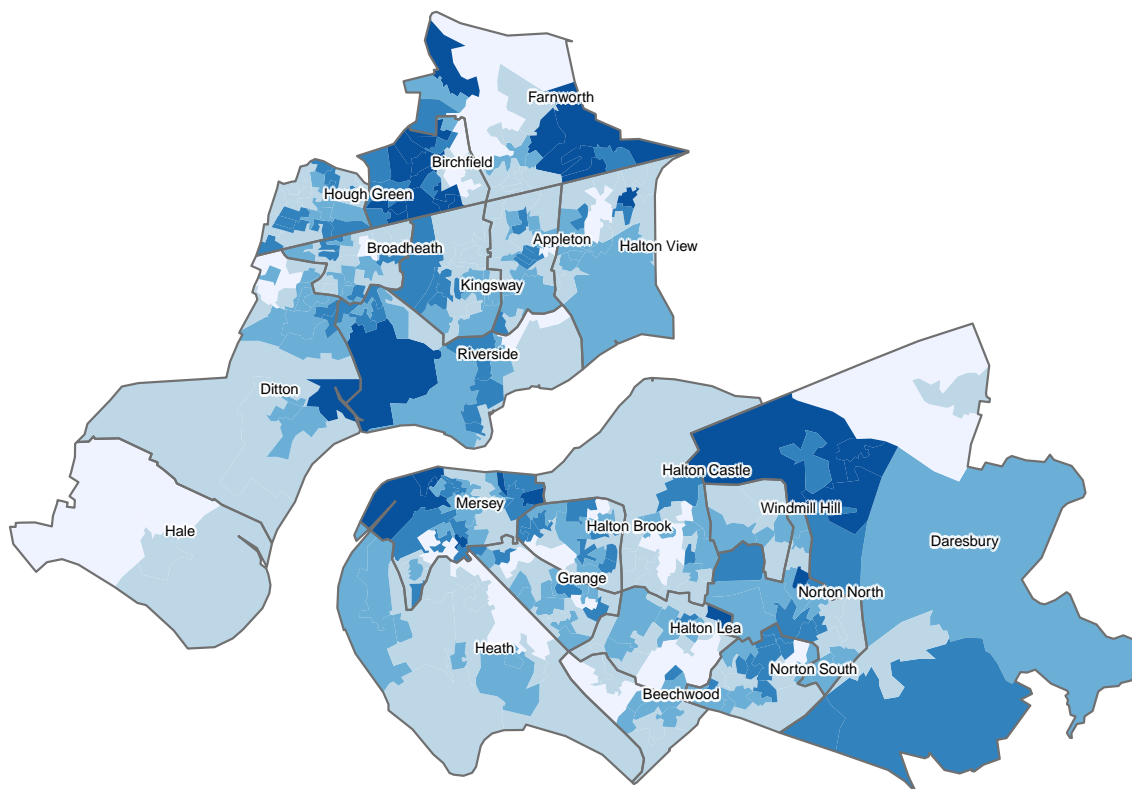 Farnworth
Birchfield
Hough Green
Appleton
Broadheath
Halton View
Kingsway
Riverside
Ditton
Halton Castle
Mersey
Windmill Hill
Halton Brook
Hale
Daresbury
Grange
Norton North
Halton Lea
Heath
Norton South
Beechwood